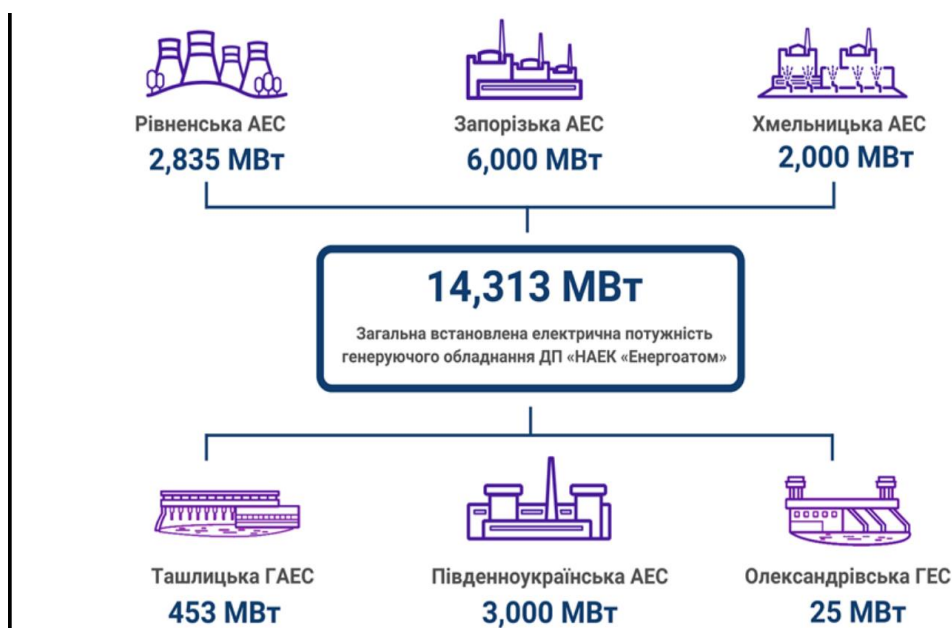 Рівненська АЕС
2,835 МВт
Запорізька АЕС
6,000 МВт
Хмельницька АЕС
2,000 МВт
14,313 МВт
Загальна встановлена електрична потужність
генеруючого обладнання ДП «НАЕК «Енергоатом»
Ташлицька ГАЕС
453 МВт
Південноукраїнська АЕС
3,000 МВт
Олександрівська ГЕС
25 МВт